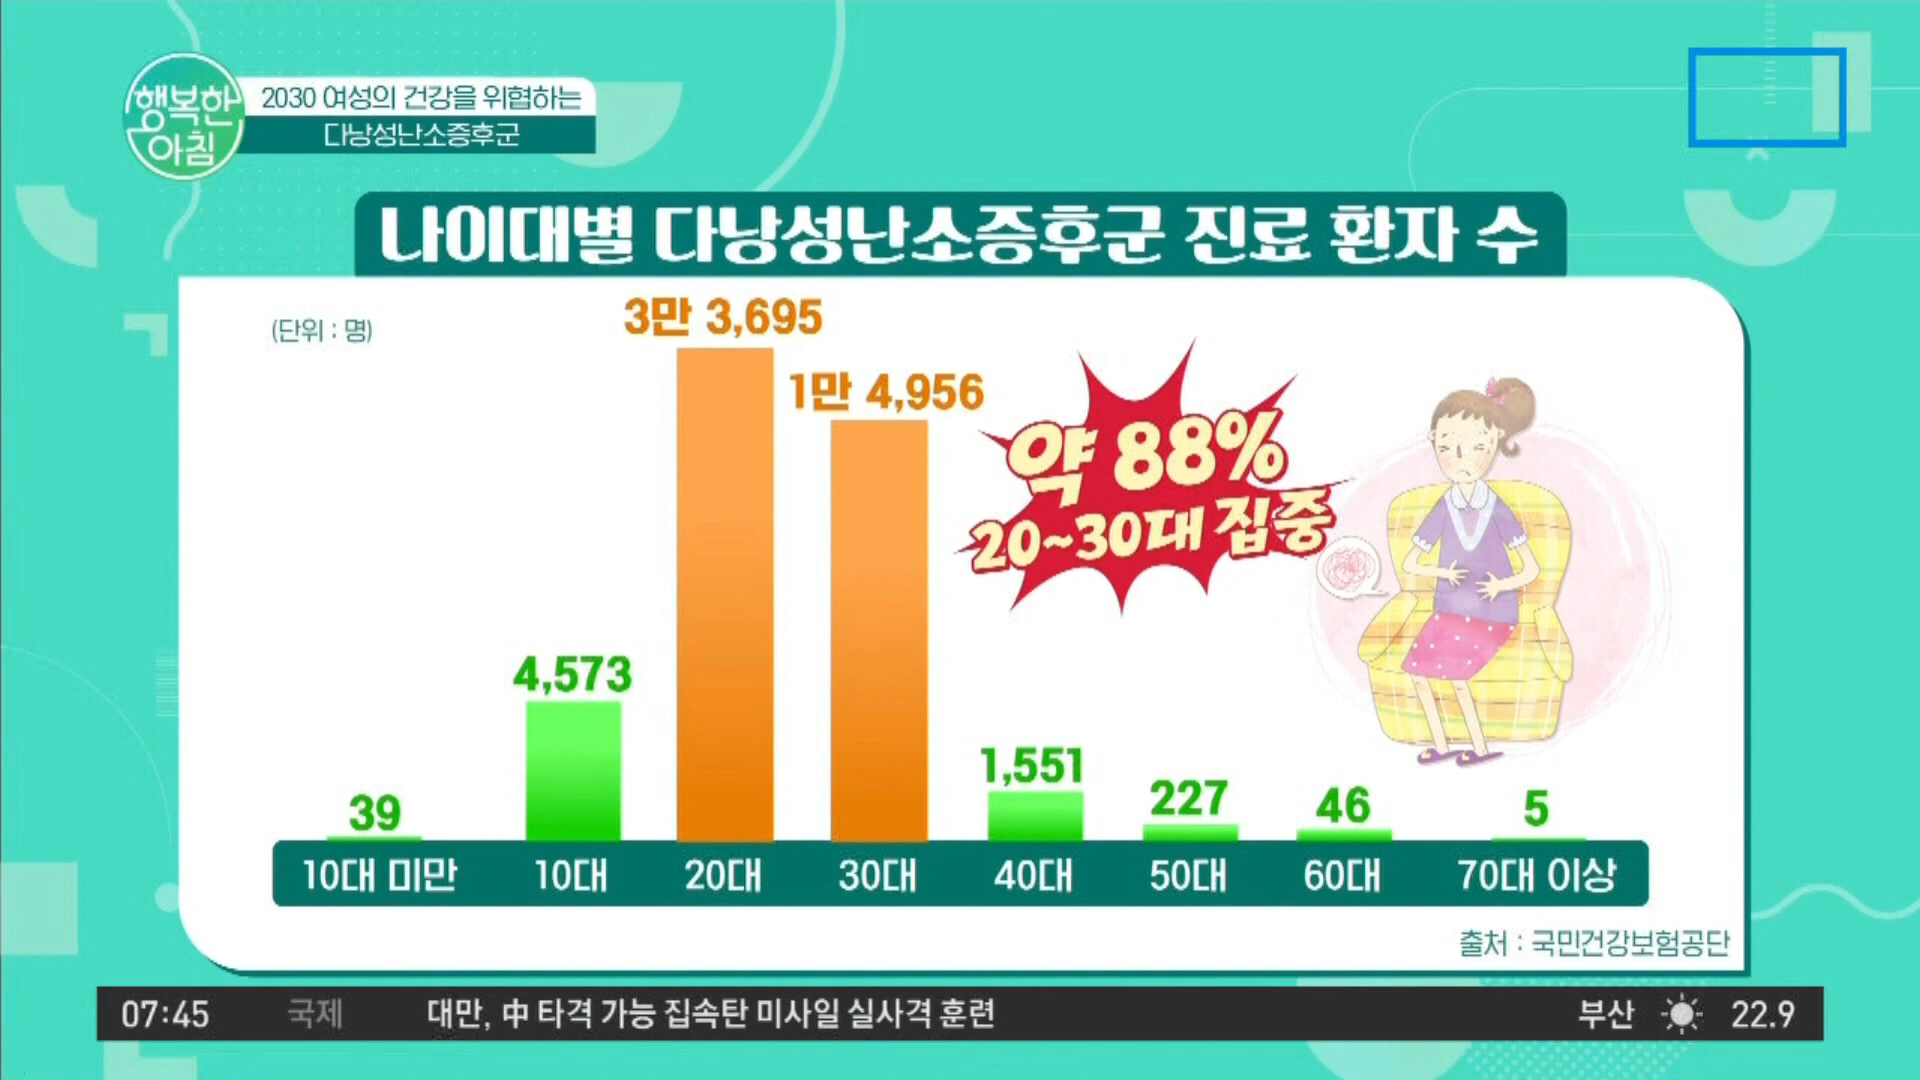 행복한
아침
2030 여성의 건강을 위협하는
다낭성난소증후군
나이대별 다낭성난소증후군 진료 환자 수
(단위 : 명)
3만 3,695
1만 4,956
약 88%
20~30대 집중
4,573
1,551
39
227
46
5
10대 미만 10대 20대 30대 40대 50대 60대 70대 이상
출처 : 국민건강보험공단
07:45 국제 대만, 中 타격 가능 집속탄 미사일 실사격 훈련 부산 22.9